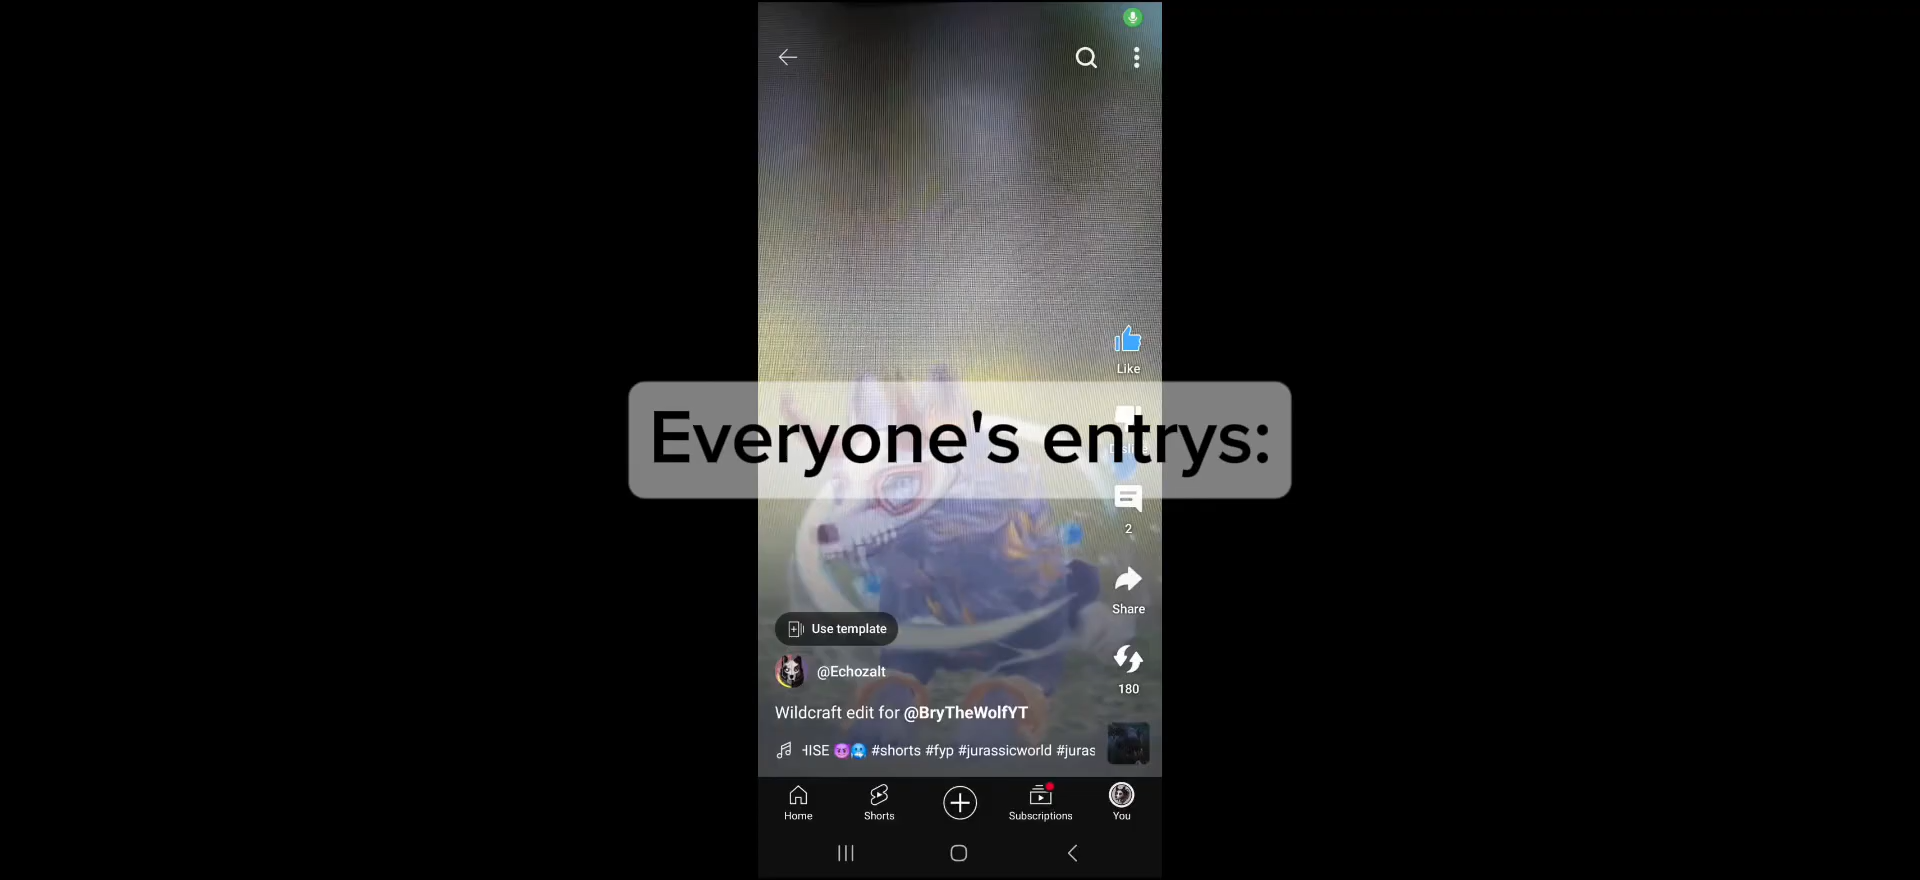 Like
Everyone's entrys:
2
Share
Use template
@Echozalt
180
Wildcraft edit for @BryTheWolfYT
#shorts #fyp #jurassicworld #juras
Home
Shorts
Subscriptions
You